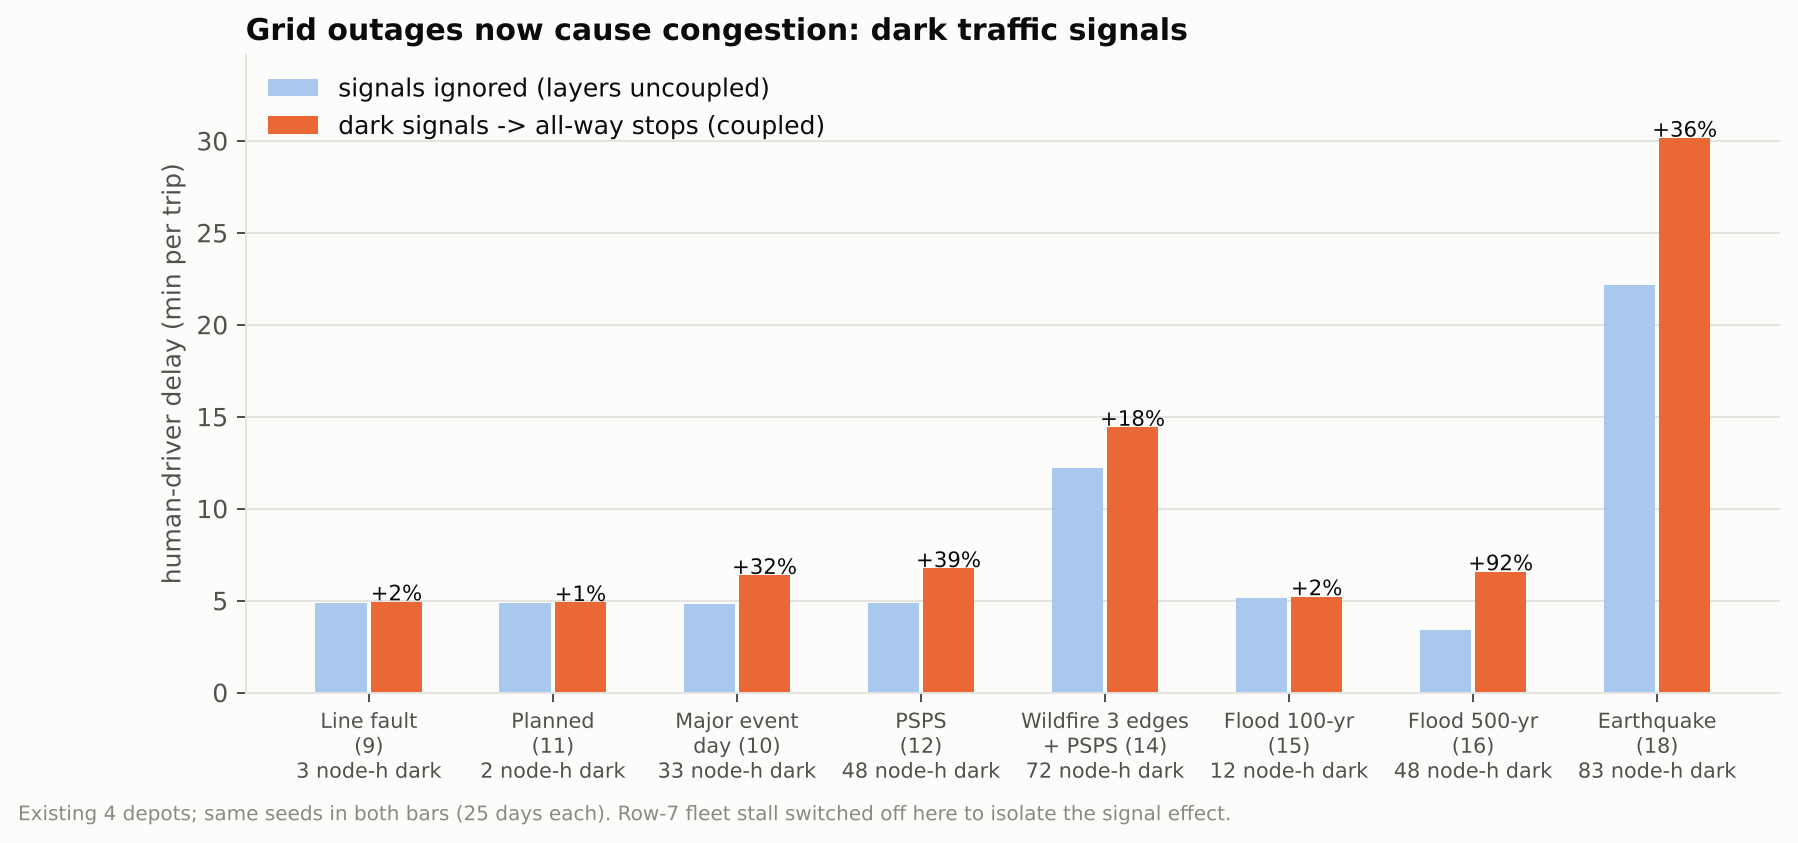 Grid outages now cause congestion: dark traffic signals
signals ignored (layers uncoupled)
dark signals -> all-way stops (coupled)
human-driver delay (min per trip)
30
25
20
15
10
5
0
+2%
+1%
+32%
+39%
+18%
+2%
+92%
+36%
Line fault
(9)
3 node-h dark
Planned
(11)
2 node-h dark
Major event
day (10)
33 node-h dark
PSPS
(12)
48 node-h dark
Wildfire 3 edges
+ PSPS (14)
72 node-h dark
Flood 100-yr
(15)
12 node-h dark
Flood 500-yr
(16)
48 node-h dark
Earthquake
(18)
83 node-h dark
Existing 4 depots; same seeds in both bars (25 days each). Row-7 fleet stall switched off here to isolate the signal effect.